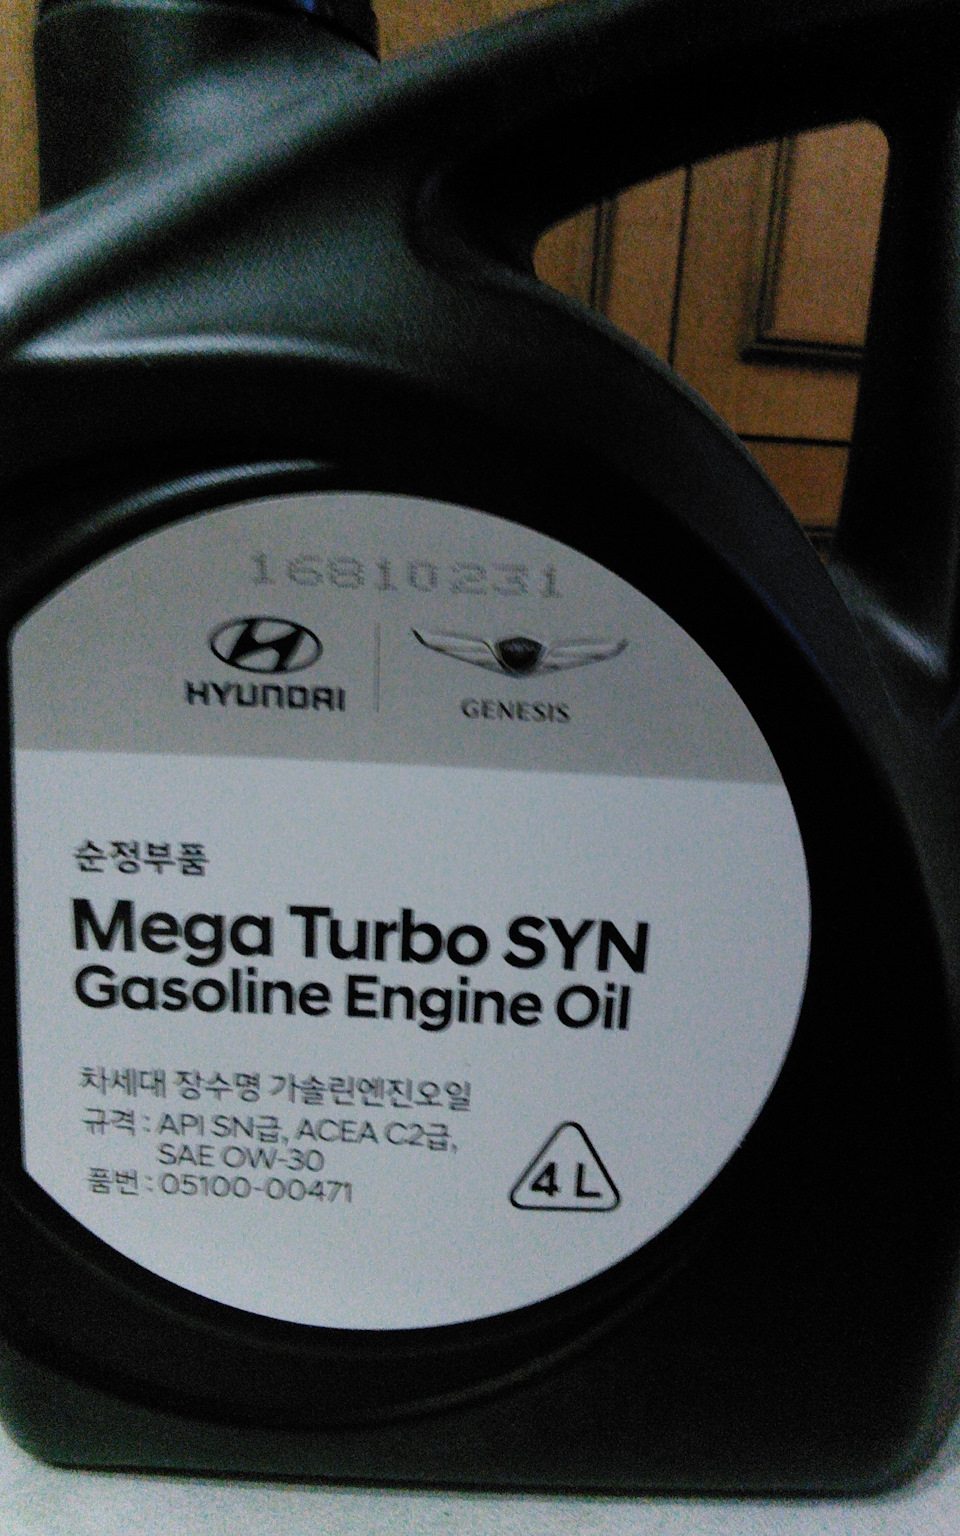 16810231
HYUNDAI
GENESIS
순정부품
Mega Turbo SYN
Gasoline Engine Oil
차세대 장수명 가솔린엔진오일
규격 : API SN급, ACEA C2급,
SAE 0W-30
품번 : 05100-00471
4 L